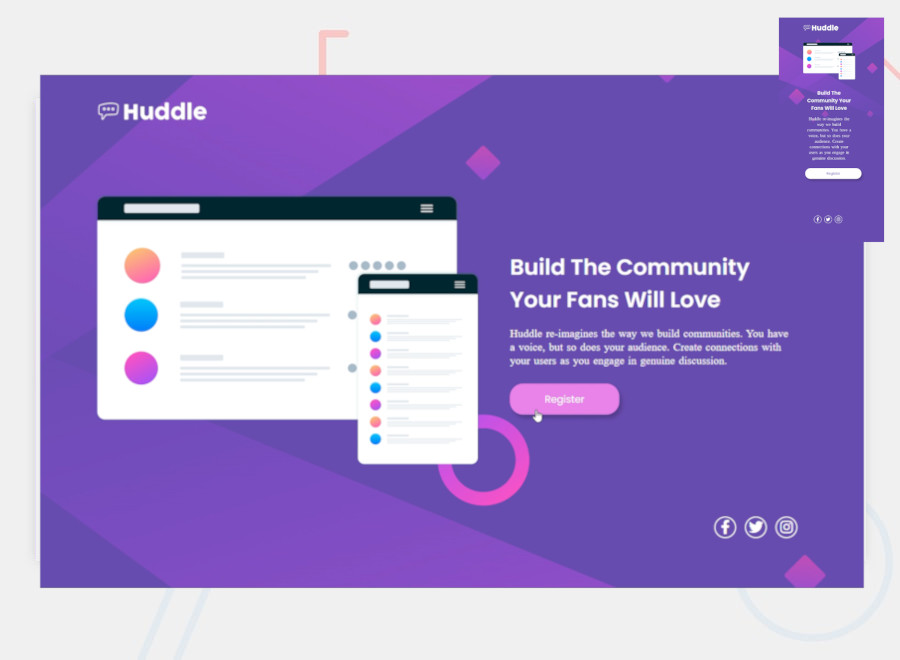 Huddle
Build The Community
Your Fans Will Love
Huddle re-imagines the way we build communities. You have
a voice, but so does your audience. Create connections with
your users as you engage in genuine discussion.
Register
Huddle
Build The
Community Your
Fans Will Love
Huddle re-imagines the
way we build
communities. You have a
voice, but so does your
audience. Create
connections with your
users as you engage in
genuine discussion.
Register